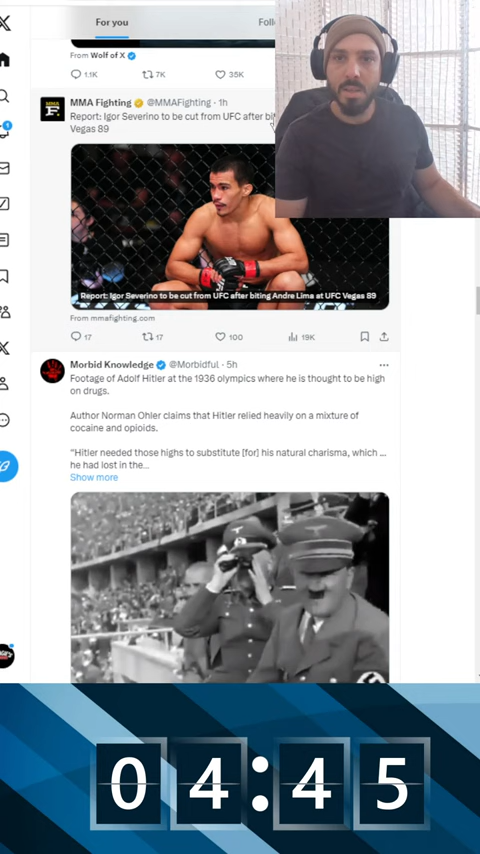 For you
Foll
From Wolf of X
1.1K
7K
35K
MMA Fighting @MMAFighting · 1h
Report: Igor Severino to be cut from UFC after bi
Vegas 89
Report: Igor Severino to be cut from UFC after biting Andre Lima at UFC Vegas 89
From mmafighting.com
17
17
100
19K
Morbid Knowledge @Morbidful · 5h
Footage of Adolf Hitler at the 1936 olympics where he is thought to be high
on drugs.
Author Norman Ohler claims that Hitler relied heavily on a mixture of
cocaine and opioids.
"Hitler needed those highs to substitute [for] his natural charisma, which ...
he had lost in the...
Show more
04:45